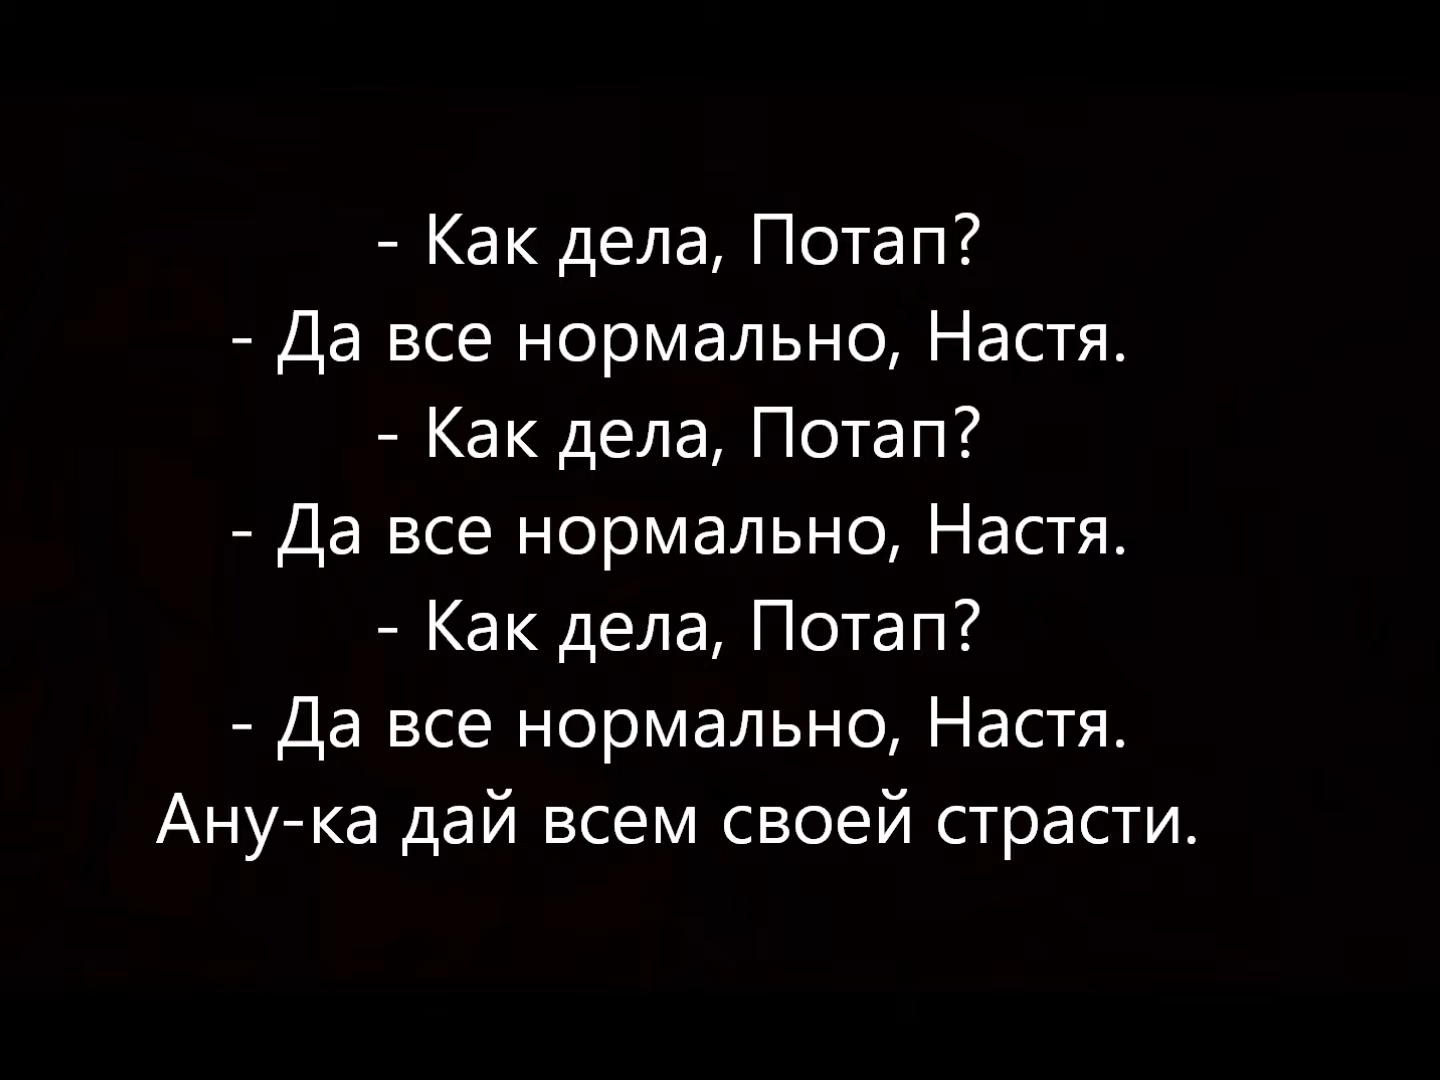 - Как дела, Потап?
- Да все нормально, Настя.
- Как дела, Потап?
- Да все нормально, Настя.
- Как дела, Потап?
- Да все нормально, Настя.
Ану-ка дай всем своей страсти.